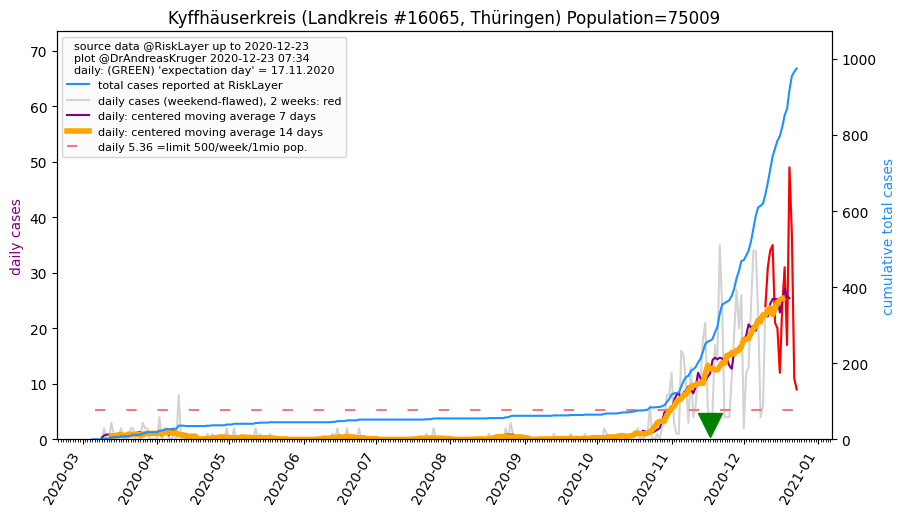 Kyffhäuserkreis (Landkreis #16065, Thüringen) Population=75009
source data @RiskLayer up to 2020-12-23
plot @DrAndreasKruger 2020-12-23 07:34
daily: (GREEN) 'expectation day' = 17.11.2020
total cases reported at RiskLayer
daily cases (weekend-flawed), 2 weeks: red
daily: centered moving average 7 days
daily: centered moving average 14 days
daily 5.36 =limit 500/week/1mio pop.
daily cases
70
60
50
40
30
20
10
0
cumulative total cases
1000
800
600
400
200
0
2020-03
2020-04
2020-05
2020-06
2020-07
2020-08
2020-09
2020-10
2020-11
2020-12
2021-01